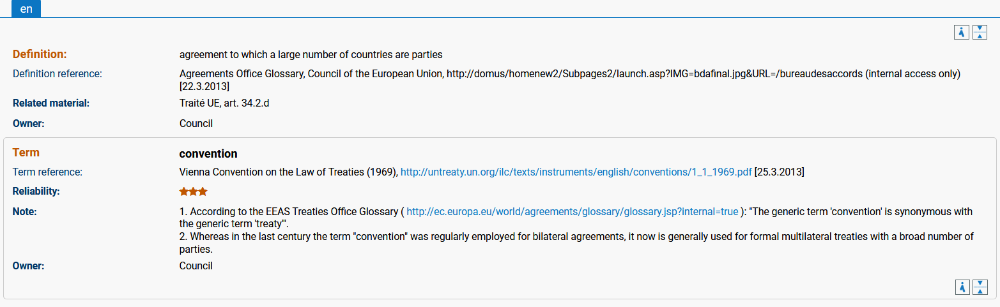 en
Definition: agreement to which a large number of countries are parties
Definition reference: Agreements Office Glossary, Council of the European Union, http://domus/homenew2/Subpages2/launch.asp?IMG=bdafinal.jpg&URL=/bureaudesaccords (internal access only)
[22.3.2013]
Related material: Traité UE, art. 34.2.d
Owner: Council
Term convention
Term reference: Vienna Convention on the Law of Treaties (1969), http://untreaty.un.org/ilc/texts/instruments/english/conventions/1_1_1969.pdf [25.3.2013]
Reliability:
Note: 1. According to the EEAS Treaties Office Glossary ( http://ec.europa.eu/world/agreements/glossary/glossary.jsp?internal=true ): "The generic term 'convention' is synonymous with
the generic term 'treaty'".
2. Whereas in the last century the term "convention" was regularly employed for bilateral agreements, it now is generally used for formal multilateral treaties with a broad number of
parties.
Owner: Council